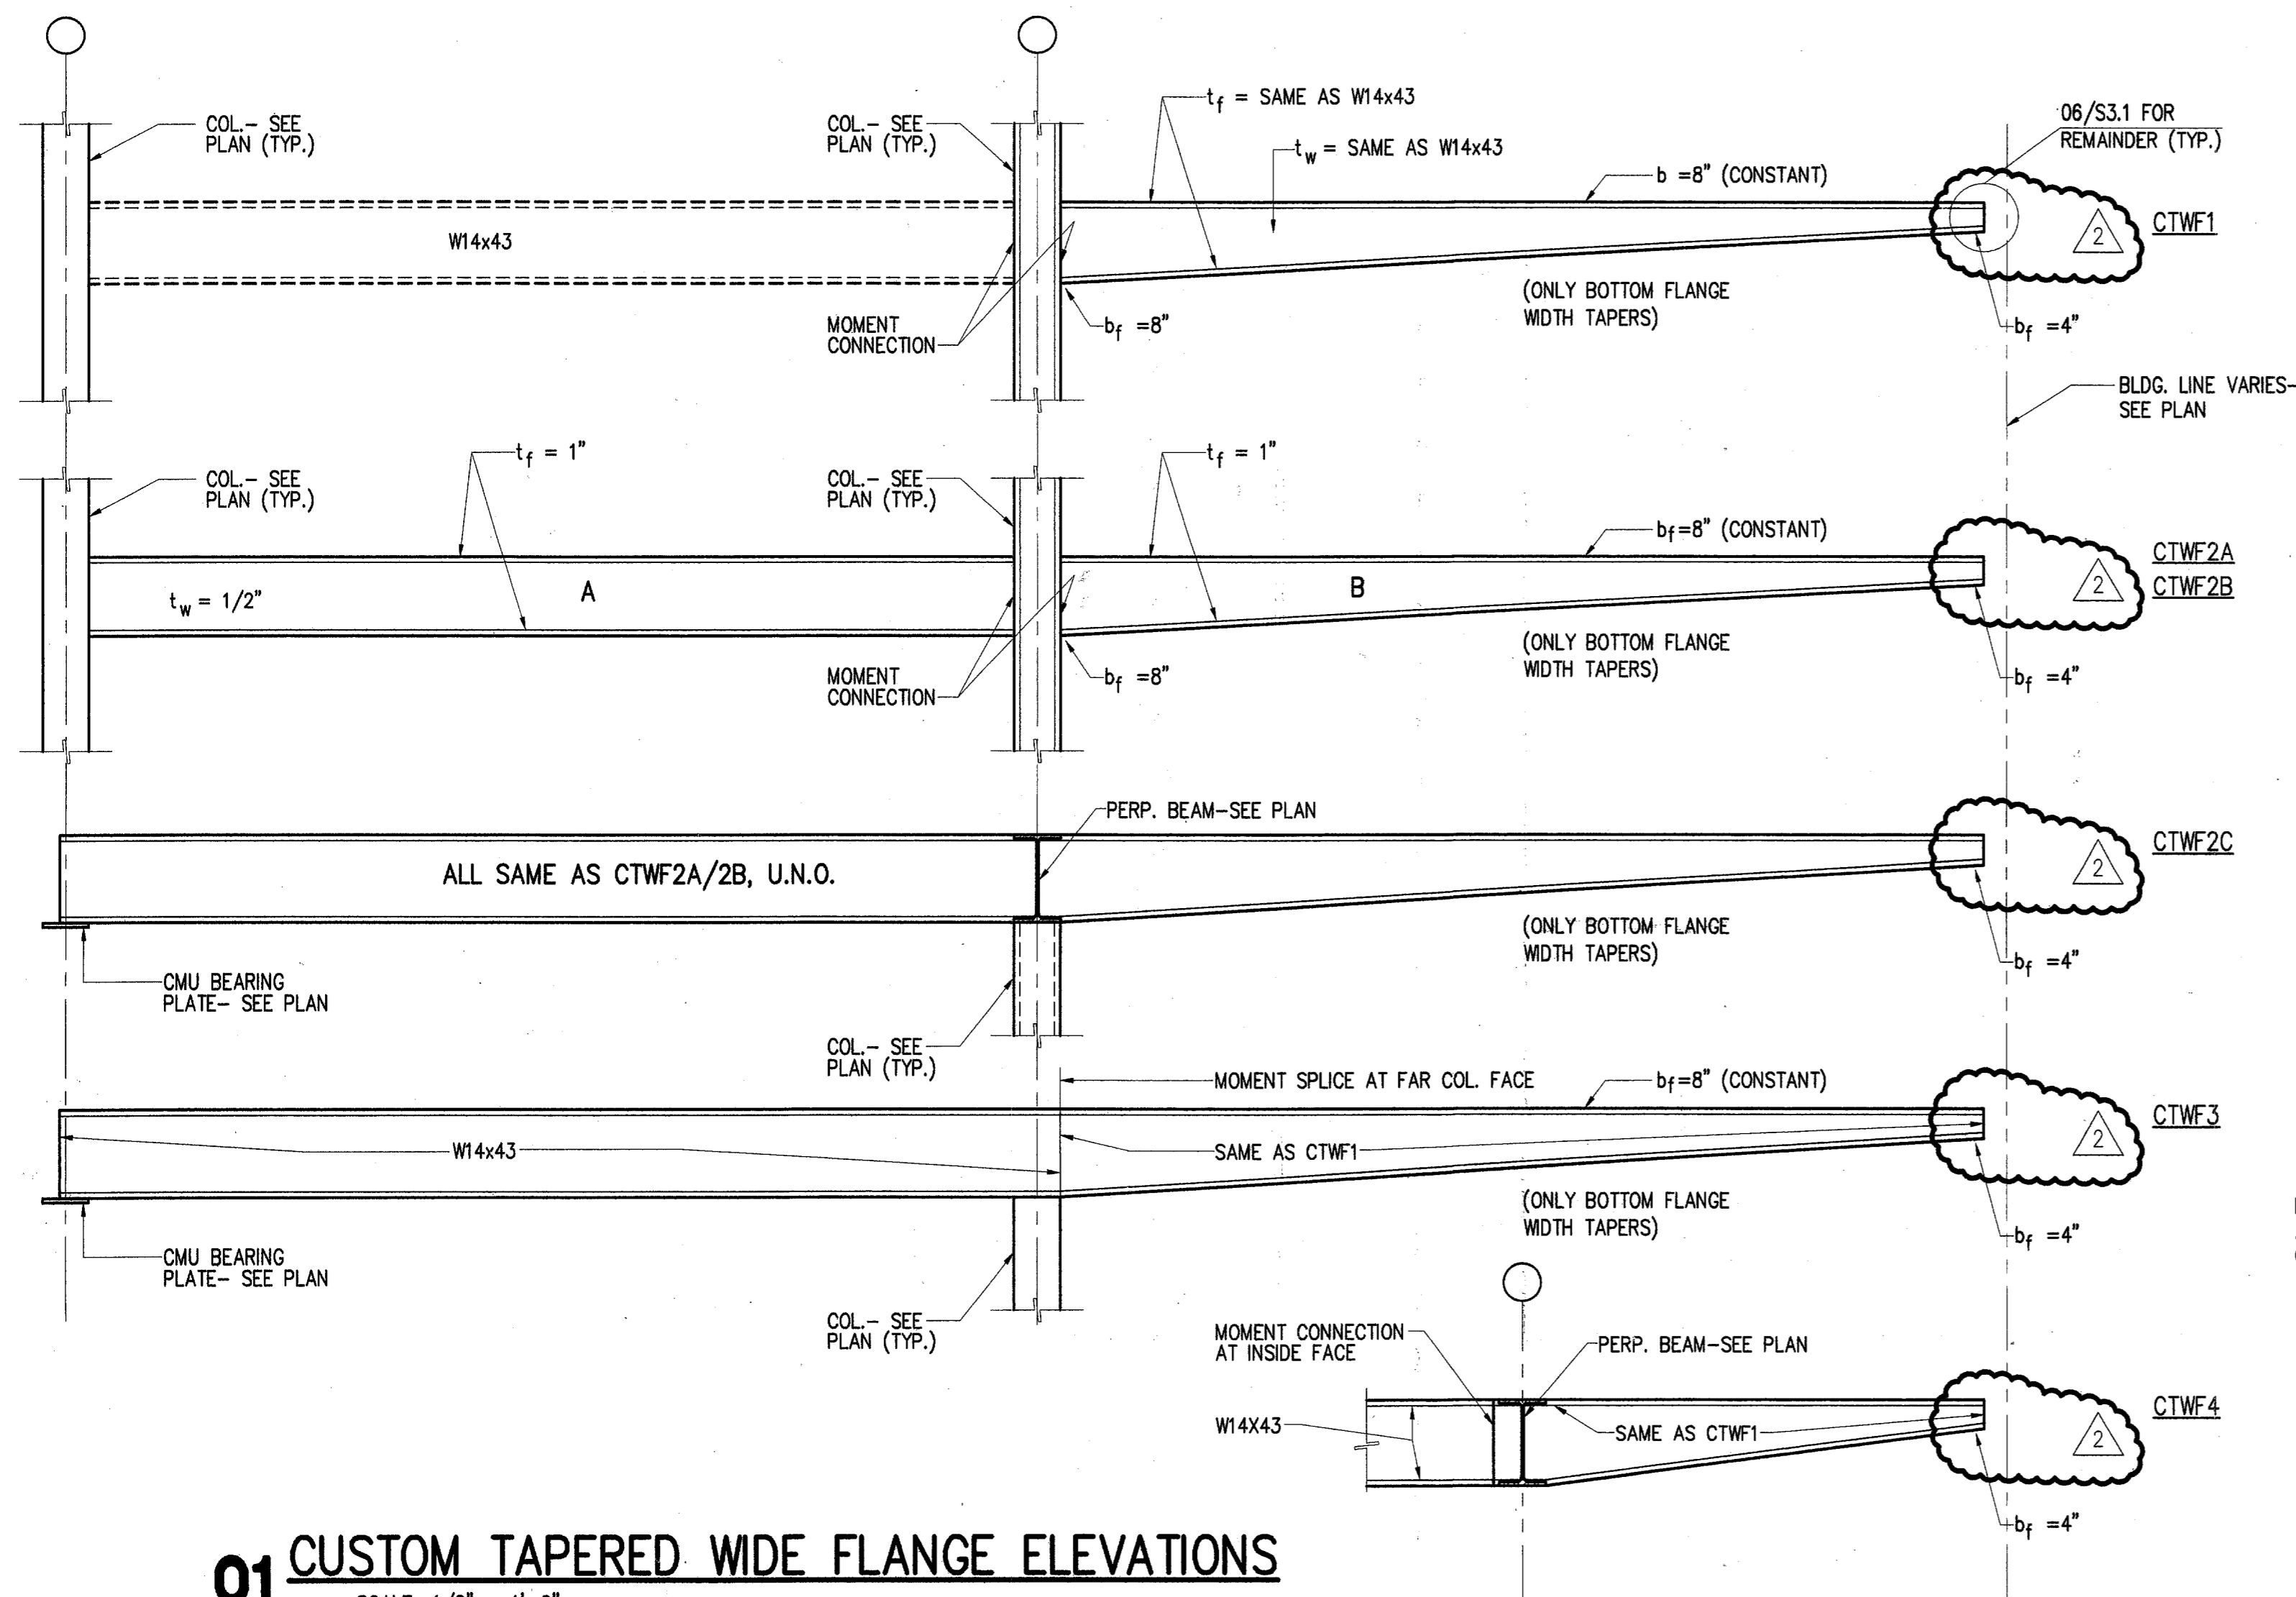 COL.– SEE
PLAN (TYP.)
COL.– SEE
PLAN (TYP.)
tf = SAME AS W14x43
tw = SAME AS W14x43
b =8" (CONSTANT)
06/S3.1 FOR
REMAINDER (TYP.)
W14x43
2
CTWF1
MOMENT
CONNECTION
bf =8"
(ONLY BOTTOM FLANGE
WIDTH TAPERS)
bf =4"
BLDG. LINE VARIES–
SEE PLAN
COL.– SEE
PLAN (TYP.)
tf = 1"
COL.– SEE
PLAN (TYP.)
tf = 1"
bf=8" (CONSTANT)
tw = 1/2"
A
B
2
CTWF2A
CTWF2B
MOMENT
CONNECTION
bf =8"
(ONLY BOTTOM FLANGE
WIDTH TAPERS)
bf =4"
PERP. BEAM–SEE PLAN
ALL SAME AS CTWF2A/2B, U.N.O.
2
CTWF2C
CMU BEARING
PLATE– SEE PLAN
(ONLY BOTTOM FLANGE
WIDTH TAPERS)
bf =4"
COL.– SEE
PLAN (TYP.)
MOMENT SPLICE AT FAR COL. FACE
bf=8" (CONSTANT)
W14x43
SAME AS CTWF1
2
CTWF3
CMU BEARING
PLATE– SEE PLAN
(ONLY BOTTOM FLANGE
WIDTH TAPERS)
bf =4"
COL.– SEE
PLAN (TYP.)
MOMENT CONNECTION
AT INSIDE FACE
PERP. BEAM–SEE PLAN
W14X43
SAME AS CTWF1
2
CTWF4
bf =4"
01 CUSTOM TAPERED WIDE FLANGE ELEVATIONS